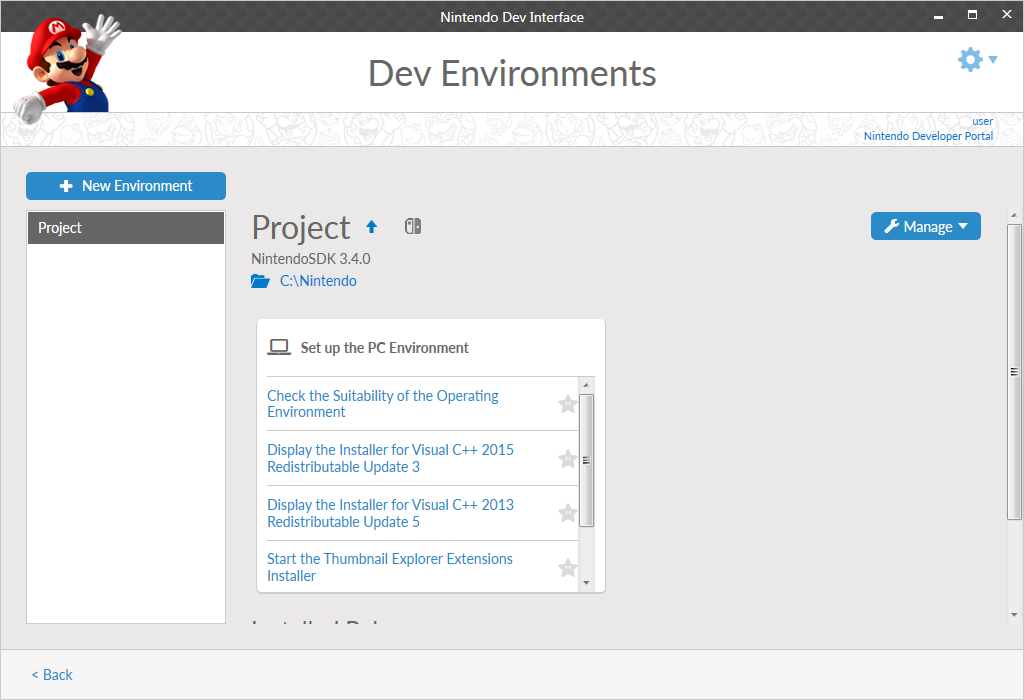 Nintendo Dev Interface
Dev Environments
user
Nintendo Developer Portal
New Environment
Project
Project
Manage
NintendoSDK 3.4.0
C:\Nintendo
Set up the PC Environment
Check the Suitability of the Operating
Environment
Display the Installer for Visual C++ 2015
Redistributable Update 3
Display the Installer for Visual C++ 2013
Redistributable Update 5
Start the Thumbnail Explorer Extensions
Installer
< Back